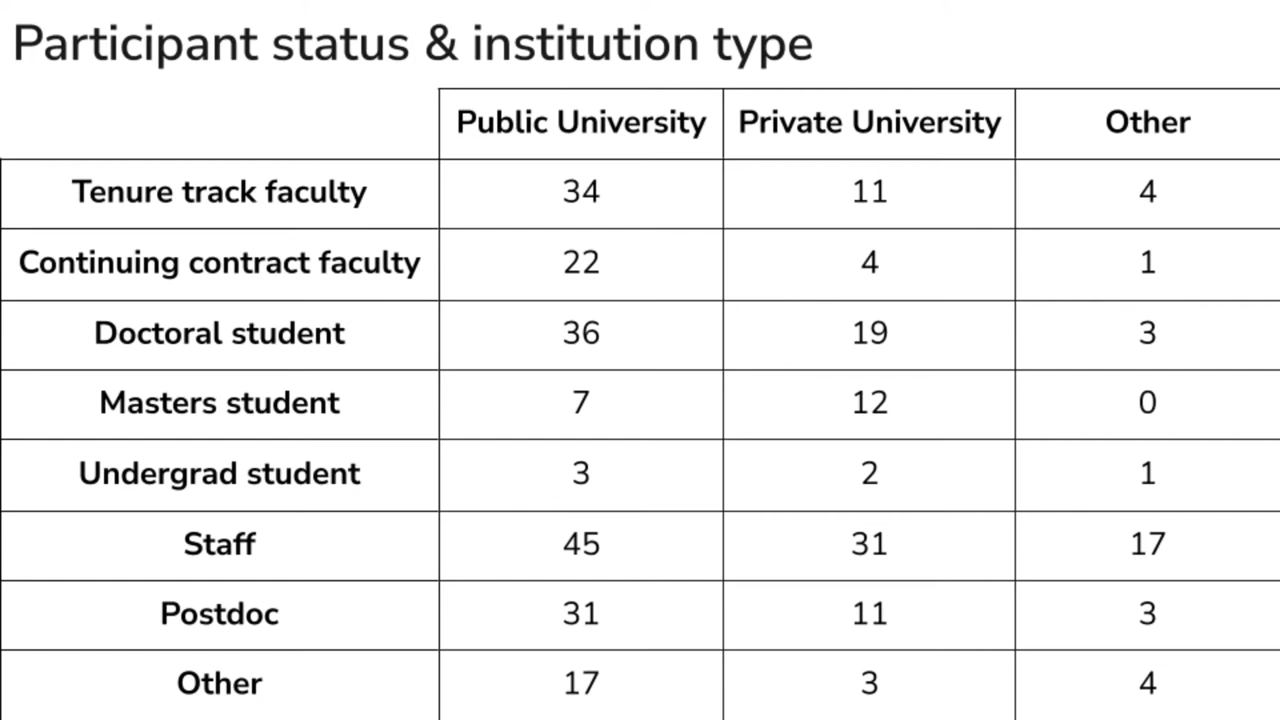 Participant status & institution type
Public University Private University Other
Tenure track faculty 34 11 4
Continuing contract faculty 22 4 1
Doctoral student 36 19 3
Masters student 7 12 0
Undergrad student 3 2 1
Staff 45 31 17
Postdoc 31 11 3
Other 17 3 4